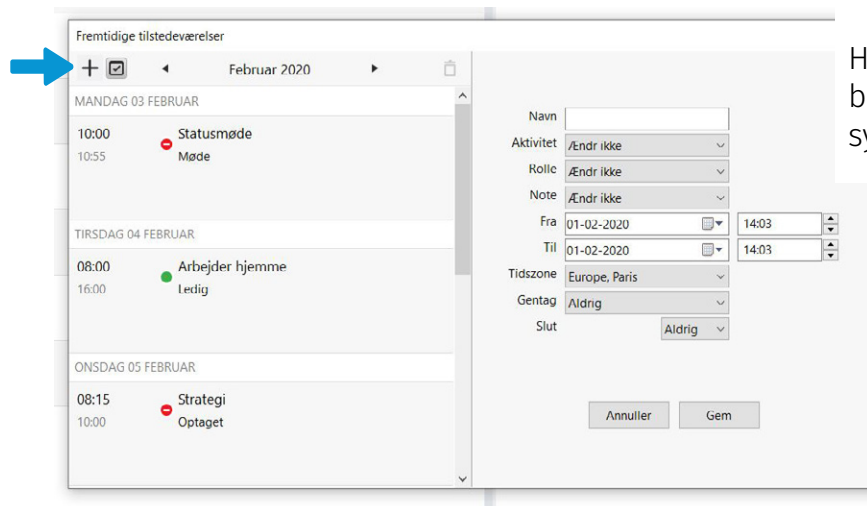 Fremtidige tilstedeværelser
Februar 2020
MANDAG 03 FEBRUAR
10:00 Statusmøde
10:55 Møde
TIRSDAG 04 FEBRUAR
08:00 Arbejder hjemme
16:00 Ledig
ONSDAG 05 FEBRUAR
08:15 Strategi
10:00 Optaget
Navn
Aktivitet Ændr ikke
Rolle Ændr ikke
Note Ændr ikke
Fra 01-02-2020 14:03
Til 01-02-2020 14:03
Tidszone Europe, Paris
Gentag Aldrig
Slut Aldrig
Annuller Gem